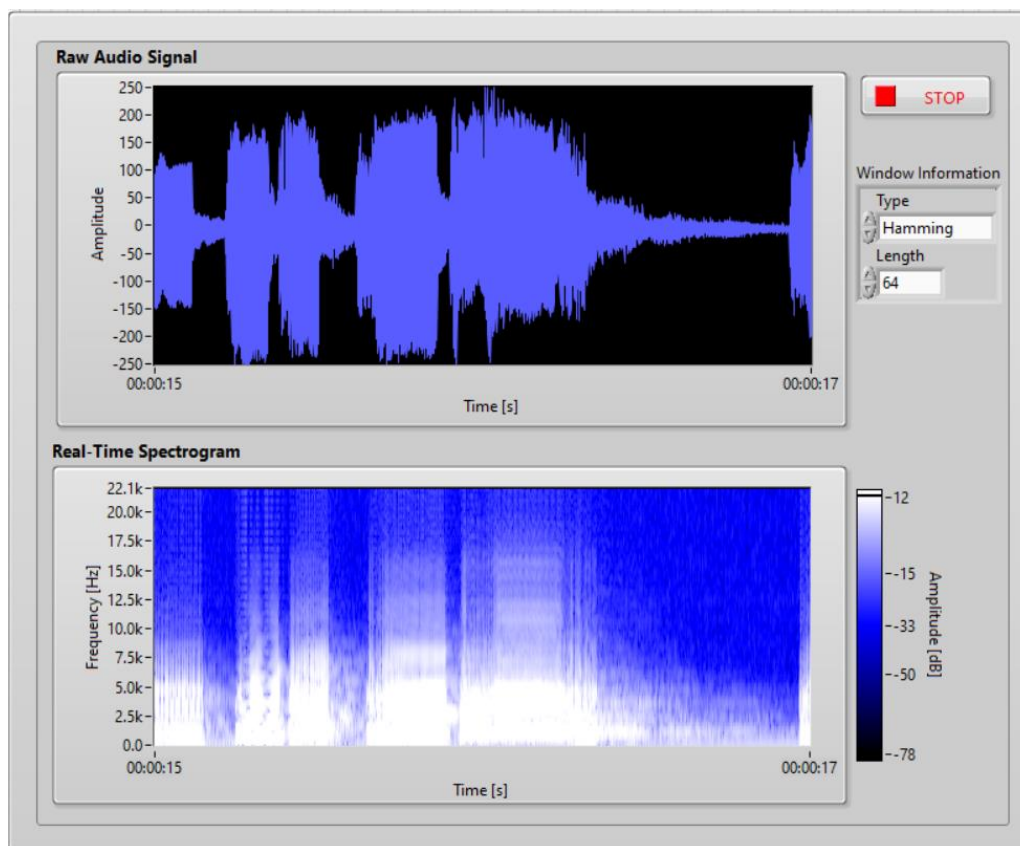 Raw Audio Signal
250
200
150
100
50
0
-50
-100
-150
-200
-250
Amplitude
00:00:15
00:00:17
Time [s]
STOP
Window Information
Type
Hamming
Length
64
Real-Time Spectrogram
22.1k
20.0k
17.5k
15.0k
12.5k
10.0k
7.5k
5.0k
2.5k
0.0
Frequency [Hz]
00:00:15
00:00:17
Time [s]
-12
-15
-33
-50
-78
Amplitude [dB]